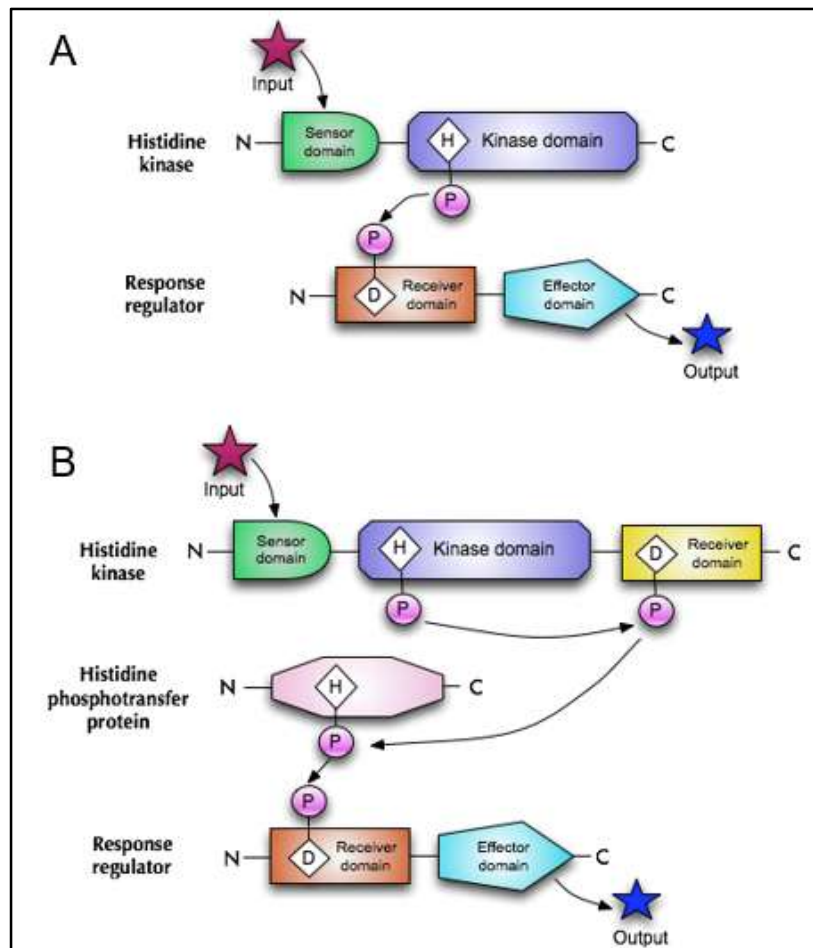 A
Input
Histidine
kinase
N
Sensor
domain
H
Kinase domain
C
P
P
Response
regulator
N
D
Receiver
domain
Effector
domain
C
Output
B
Input
Histidine
kinase
N
Sensor
domain
H
Kinase domain
D
Receiver
domain
C
P
P
Histidine
phosphotransfer
protein
N
H
C
P
P
Response
regulator
N
D
Receiver
domain
Effector
domain
C
Output